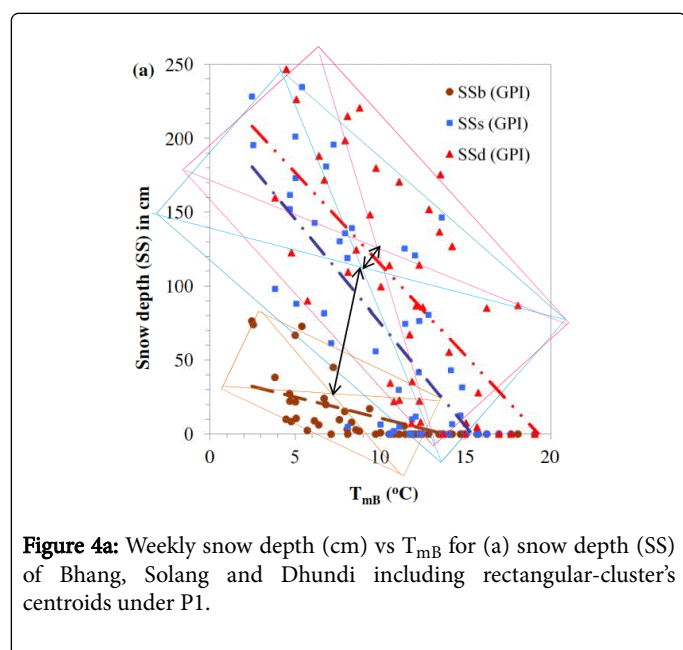 (a)
250
200
150
100
50
0
Snow depth (SS) in cm
SSb (GPI)
SSs (GPI)
SSd (GPI)
0 5 10 15 20
TmB (oC)
Figure 4a: Weekly snow depth (cm) vs TmB for (a) snow depth (SS)
of Bhang, Solang and Dhundi including rectangular-cluster's
centroids under P1.